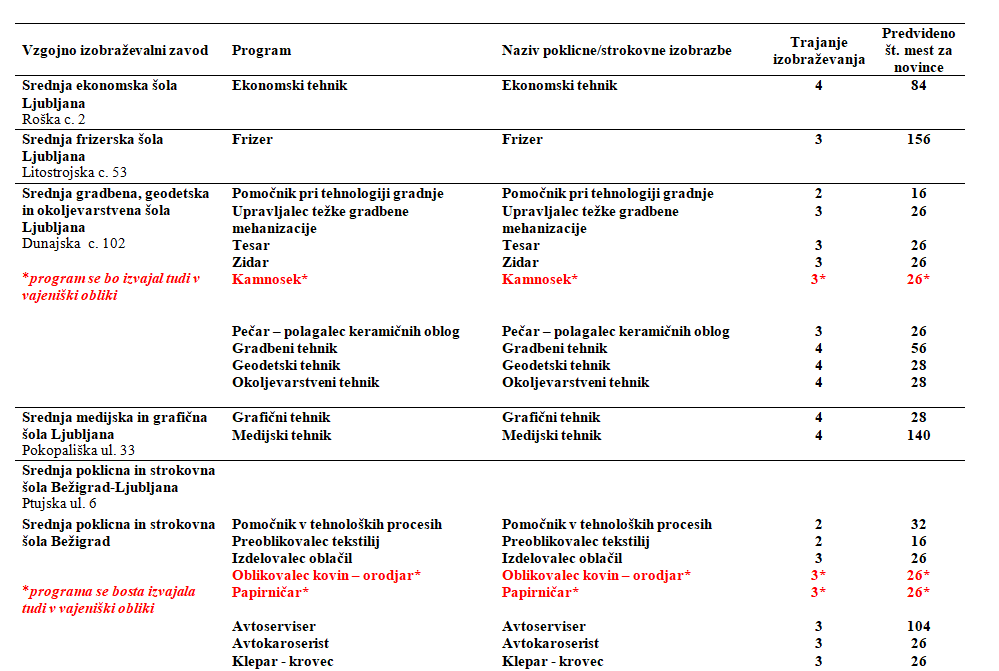 Vzgojno izobraževalni zavod Program Naziv poklicne/strokovne izobrazbe Trajanje izobraževanja Predvideno št. mest za novince
Srednja ekonomska šola Ekonomski tehnik Ekonomski tehnik 4 84
Ljubljana
Roška c. 2
Srednja frizerska šola Frizer Frizer 3 156
Ljubljana
Litostrojska c. 53
Srednja gradbena, geodetska Pomočnik pri tehnologiji gradnje Pomočnik pri tehnologiji gradnje 2 16
in okoljevarstvena šola Upravljalec težke gradbene Upravljalec težke gradbene 3 26
Ljubljana mehanizacije mehanizacije
Dunajska c. 102 Tesar Tesar 3 26
Zidar Zidar 3 26
*program se bo izvajal tudi v Kamnosek* Kamnosek* 3* 26*
vajeniški obliki
Pečar – polagalec keramičnih oblog Pečar – polagalec keramičnih oblog 3 26
Gradbeni tehnik Gradbeni tehnik 4 56
Geodetski tehnik Geodetski tehnik 4 28
Okoljevarstveni tehnik Okoljevarstveni tehnik 4 28
Srednja medijska in grafična Grafični tehnik Grafični tehnik 4 28
šola Ljubljana Medijski tehnik Medijski tehnik 4 140
Pokopališka ul. 33
Srednja poklicna in strokovna
šola Bežigrad-Ljubljana
Ptujska ul. 6
Srednja poklicna in strokovna Pomočnik v tehnoloških procesih Pomočnik v tehnoloških procesih 2 32
šola Bežigrad Preoblikovalec tekstilij Preoblikovalec tekstilij 2 16
Izdelovalec oblačil Izdelovalec oblačil 3 26
Oblikovalec kovin – orodjar* Oblikovalec kovin – orodjar* 3* 26*
*programa se bosta izvajala Papirničar* Papirničar* 3* 26*
tudi v vajeniški obliki
Avtoserviser Avtoserviser 3 104
Avtokaroserist Avtokaroserist 3 26
Klepar - krovec Klepar - krovec 3 26